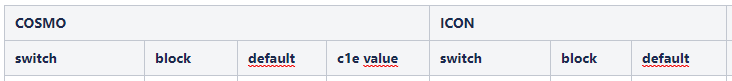 COSMO ICON
switch block default c1e value switch block default